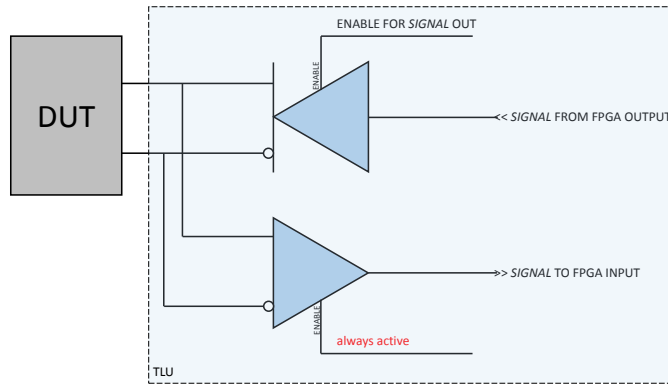 ENABLE FOR SIGNAL OUT
ENABLE
DUT
<< SIGNAL FROM FPGA OUTPUT
>> SIGNAL TO FPGA INPUT
ENABLE
always active
TLU